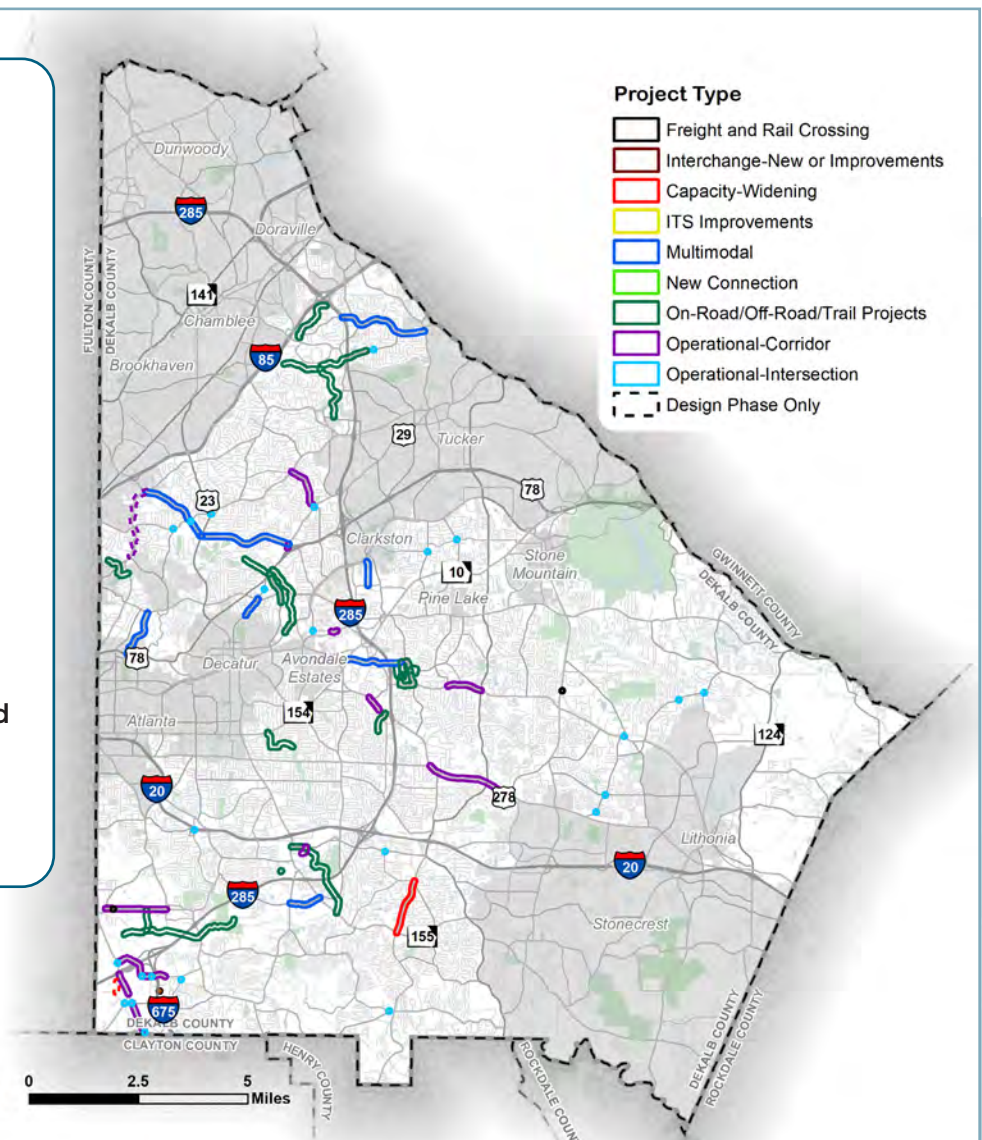 d
Project Type
Freight and Rail Crossing
Interchange-New or Improvements
Capacity-Widening
ITS Improvements
Multimodal
New Connection
On-Road/Off-Road/Trail Projects
Operational-Corridor
Operational-Intersection
Design Phase Only
Dunwoody
285
Doraville
FULTON COUNTY
DEKALB COUNTY
141
Chamblee
85
Brookhaven
29
Tucker
78
23
Clarkston
Stone
Mountain
10
Pine Lake
GWINNETT COUNTY
DEKALB COUNTY
285
78
Decatur
Avondale
Estates
154
Atlanta
124
20
278
Lithonia
20
285
Stonecrest
155
675
DEKALB COUNTY
CLAYTON COUNTY
HENRY COUNTY
ROCKDALE COUN
DEKALB COUNTY
ROCKDALE COUNTY
0 2.5 5
Miles